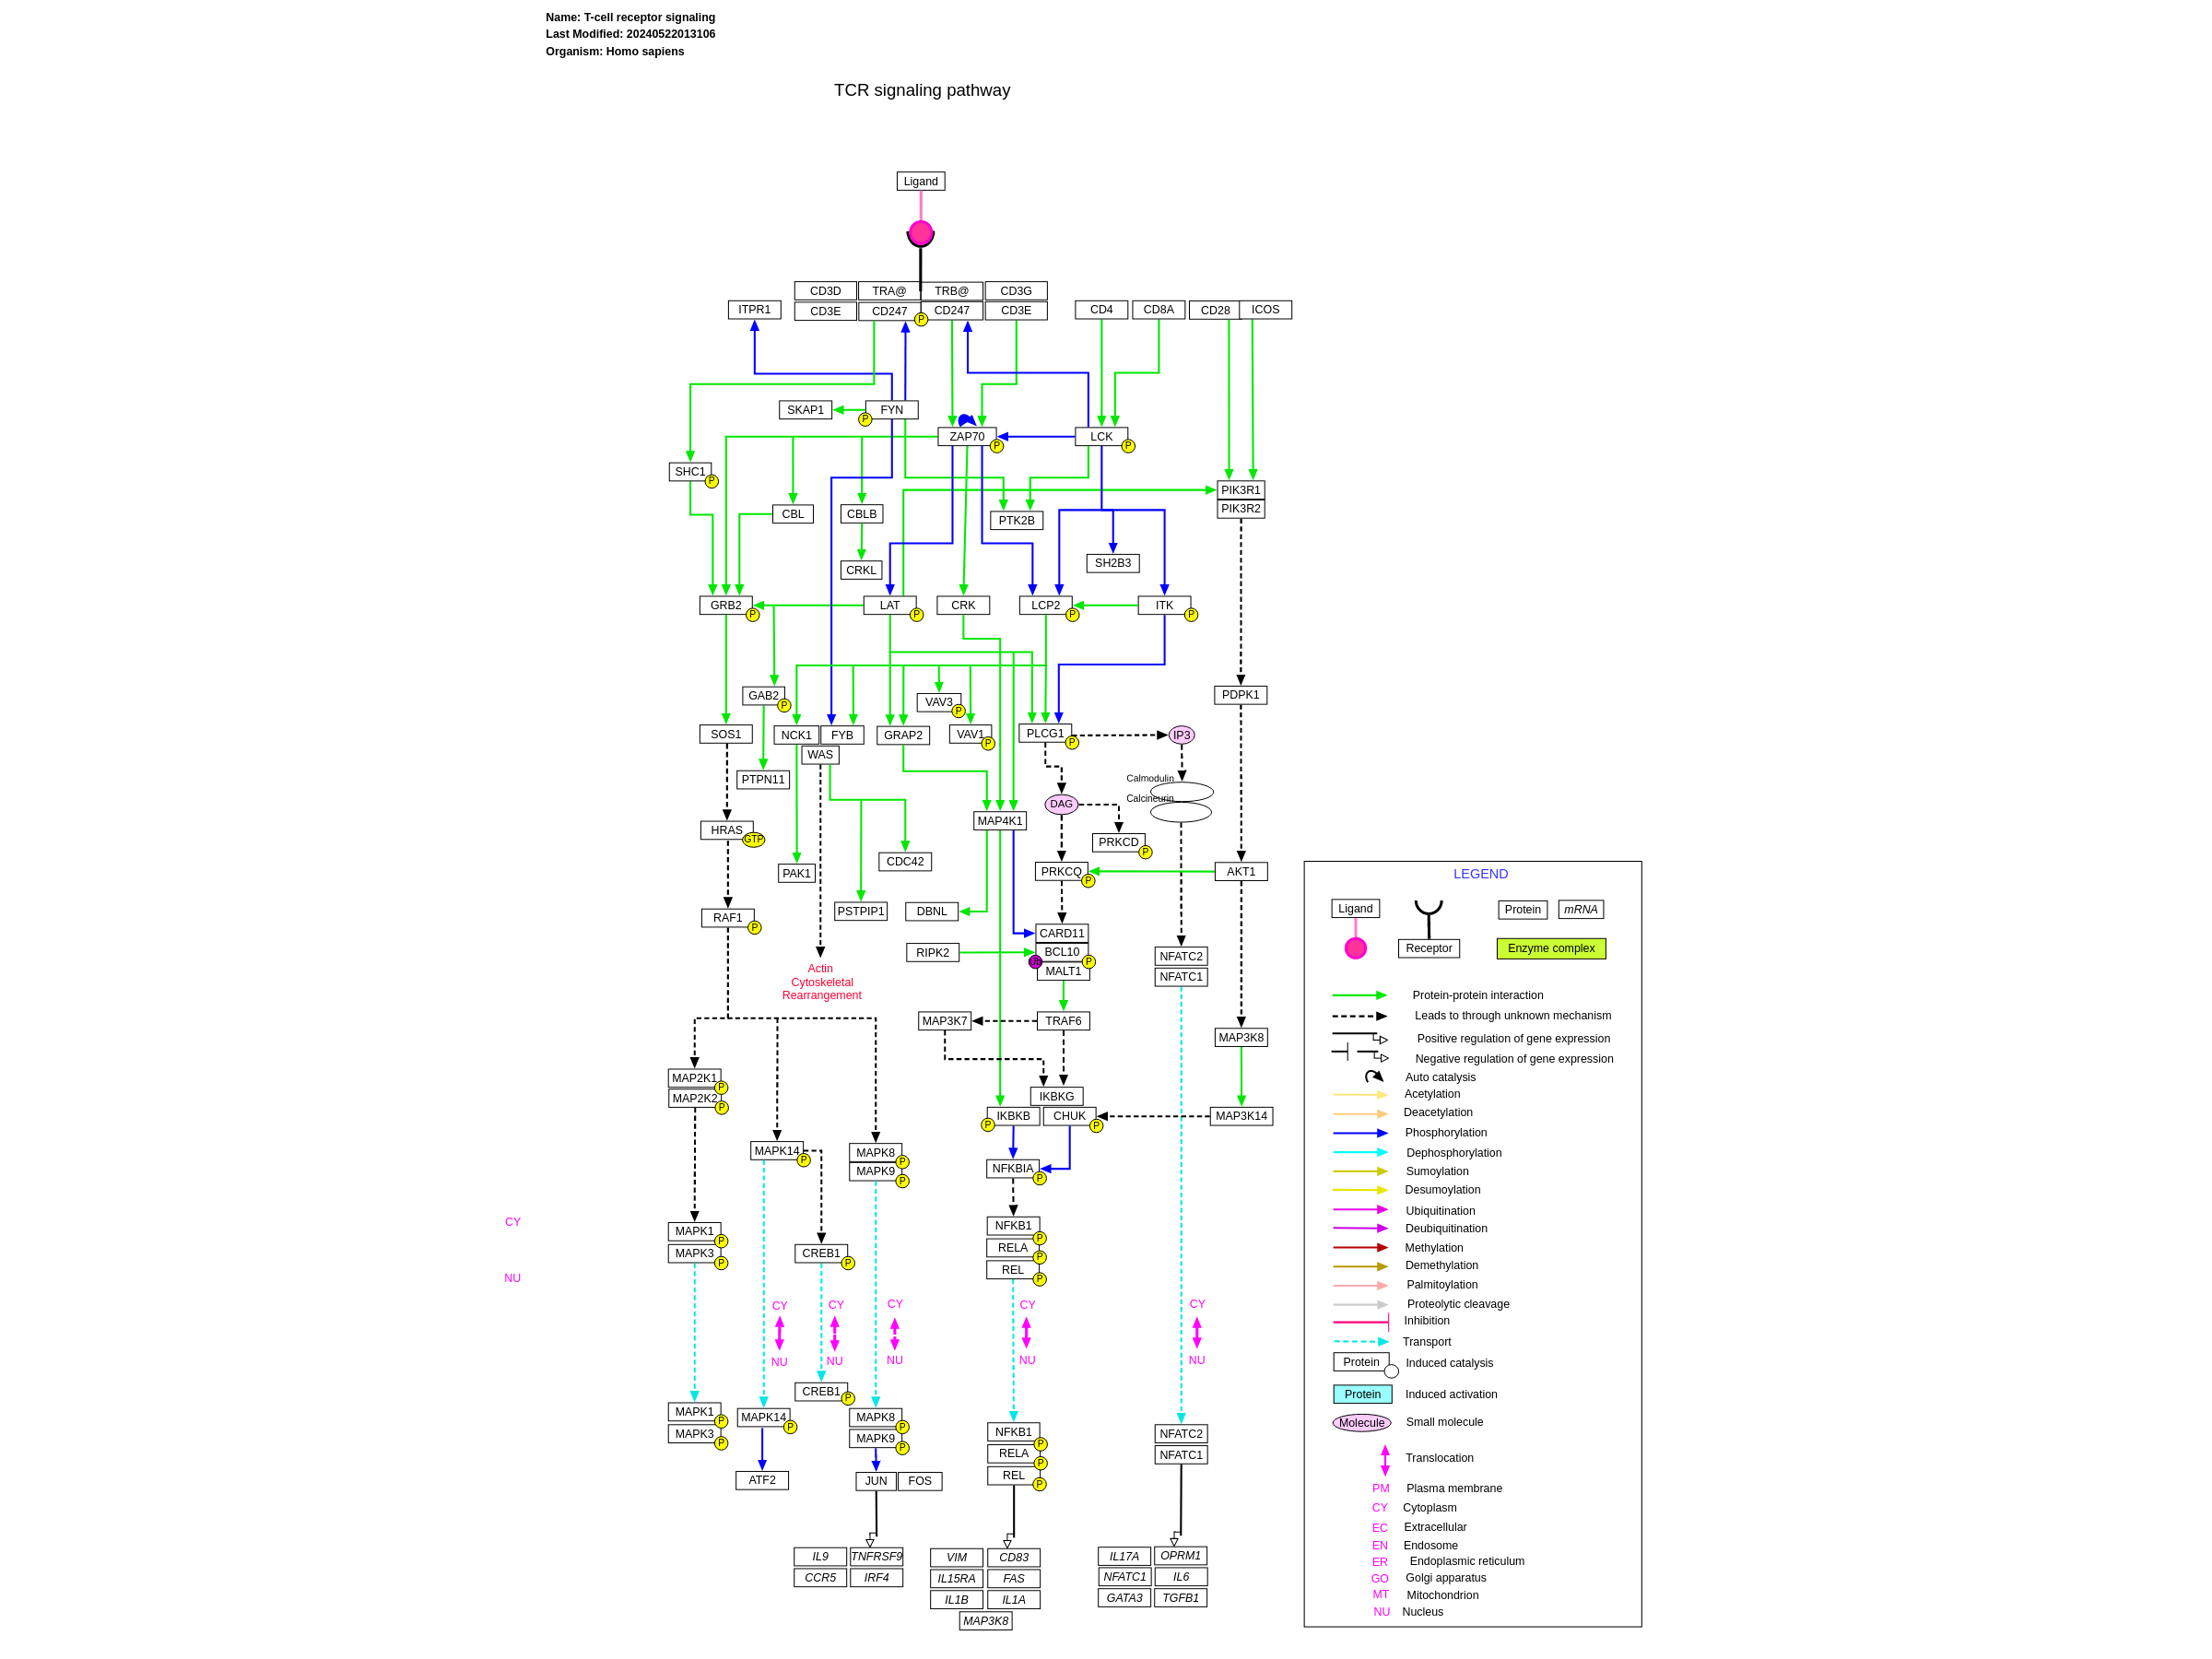 Name: T-cell receptor signaling
Last Modified: 20240522013106
Organism: Homo sapiens
TCR signaling pathway
Ligand
CD3D
TRA@
TRB@
CD3G
ITPR1
CD3E
CD247
P
CD247
CD3E
CD4
CD8A
CD28
ICOS
SKAP1
FYN
P
ZAP70
P
LCK
P
SHC1
P
PIK3R1
PIK3R2
CBL
CBLB
PTK2B
CRKL
SH2B3
GRB2
P
LAT
P
CRK
LCP2
P
ITK
P
GAB2
P
VAV3
P
PDPK1
SOS1
NCK1
FYB
GRAP2
VAV1
P
PLCG1
P
IP3
WAS
PTPN11
Calmodulin
Calcineurin
DAG
MAP4K1
HRAS
GTP
PRKCD
P
PAK1
CDC42
PRKCQ
P
AKT1
RAF1
P
PSTPIP1
DBNL
CARD11
RIPK2
BCL10
Ub
P
MALT1
NFATC2
NFATC1
Actin
Cytoskeletal
Rearrangement
MAP3K7
TRAF6
MAP3K8
MAP2K1
P
MAP2K2
P
IKBKG
IKBKB
P
CHUK
P
MAP3K14
MAPK14
P
MAPK8
P
MAPK9
P
NFKBIA
P
CY
MAPK1
P
MAPK3
P
CREB1
P
NFKB1
P
RELA
P
REL
P
NU
CY
CY
CY
CY
CY
NU
NU
NU
NU
NU
CREB1
P
MAPK1
P
MAPK3
P
MAPK14
P
MAPK8
P
MAPK9
P
NFKB1
P
RELA
P
REL
P
NFATC2
NFATC1
ATF2
JUN
FOS
IL9
TNFRSF9
CCR5
IRF4
VIM
CD83
IL15RA
FAS
IL1B
IL1A
MAP3K8
IL17A
OPRM1
NFATC1
IL6
GATA3
TGFB1
LEGEND
Ligand
Receptor
Protein
mRNA
Enzyme complex
Protein-protein interaction
Leads to through unknown mechanism
Positive regulation of gene expression
Negative regulation of gene expression
Auto catalysis
Acetylation
Deacetylation
Phosphorylation
Dephosphorylation
Sumoylation
Desumoylation
Ubiquitination
Deubiquitination
Methylation
Demethylation
Palmitoylation
Proteolytic cleavage
Inhibition
Transport
Protein
Induced catalysis
Protein
Induced activation
Molecule
Small molecule
Translocation
PM Plasma membrane
CY Cytoplasm
EC Extracellular
EN Endosome
ER Endoplasmic reticulum
GO Golgi apparatus
MT Mitochondrion
NU Nucleus